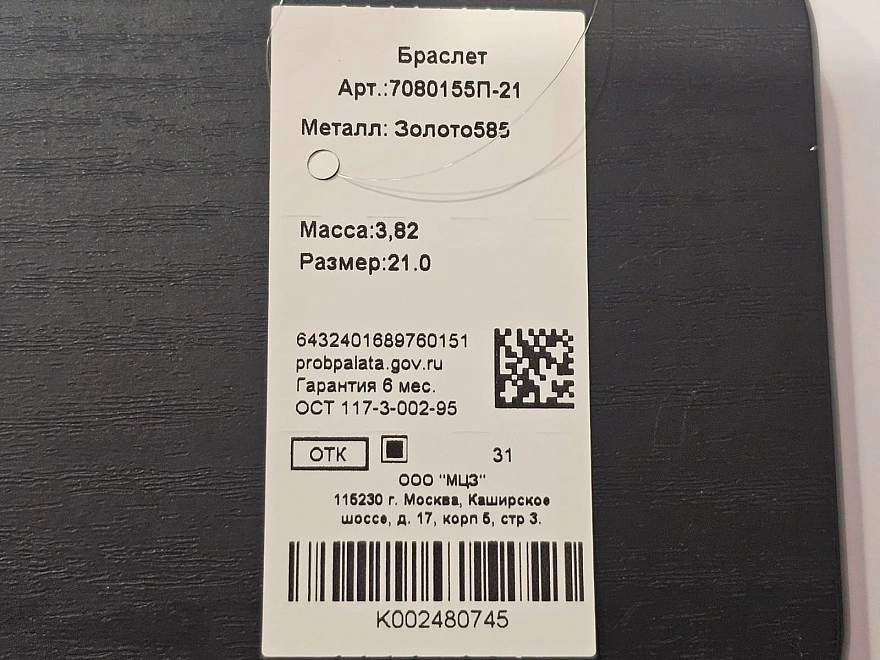 Браслет
Арт.:7080155П-21
Металл: Золото585
Масса:3,82
Размер:21.0
6432401689760151
probpalata.gov.ru
Гарантия 6 мес.
ОСТ 117-3-002-95
ОТК 31
ООО "МЦЗ"
115230 г. Москва, Каширское
шоссе, д. 17, корп 5, стр 3.
К002480745